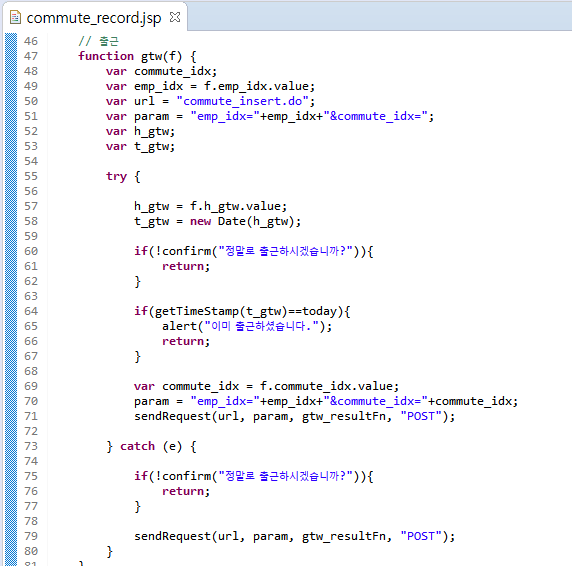 commute_record.jsp
46 // 출근
47 function gtw(f) {
48 var commute_idx;
49 var emp_idx = f.emp_idx.value;
50 var url = "commute_insert.do";
51 var param = "emp_idx="+emp_idx+"&commute_idx=";
52 var h_gtw;
53 var t_gtw;
54
55 try {
56
57 h_gtw = f.h_gtw.value;
58 t_gtw = new Date(h_gtw);
59
60 if(!confirm("정말로 출근하시겠습니까?")){
61 return;
62 }
63
64 if(getTimeStamp(t_gtw)==today){
65 alert("이미 출근하셨습니다.");
66 return;
67 }
68
69 var commute_idx = f.commute_idx.value;
70 param = "emp_idx="+emp_idx+"&commute_idx="+commute_idx;
71 sendRequest(url, param, gtw_resultFn, "POST");
72
73 } catch (e) {
74
75 if(!confirm("정말로 출근하시겠습니까?")){
76 return;
77 }
78
79 sendRequest(url, param, gtw_resultFn, "POST");
80 }
81 }